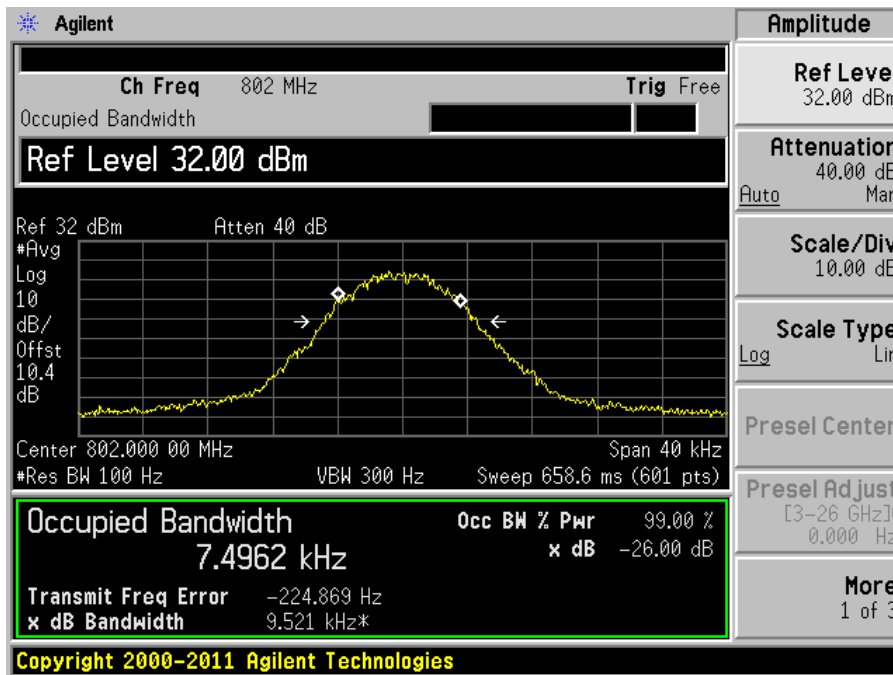 Agilent
Ch Freq 802 MHz Trig Free
Occupied Bandwidth
Ref Level 32.00 dBm
Ref 32 dBm Atten 40 dB
#Avg
Log
10
dB/
Offst
10.4
dB
Center 802.000 00 MHz Span 40 kHz
#Res BW 100 Hz VBW 300 Hz Sweep 658.6 ms (601 pts)
Occupied Bandwidth Occ BW % Pwr 99.00 %
7.4962 kHz x dB -26.00 dB
Transmit Freq Error -224.869 Hz
x dB Bandwidth 9.521 kHz*
Copyright 2000-2011 Agilent Technologies
Amplitude
Ref Leve
32.00 dBm
Attenuation
40.00 dB
Auto Man
Scale/Div
10.00 dB
Scale Type
Log Lin
Presel Center
Presel Adjust
[3-26 GHz]
0.000 Hz
More
1 of 3